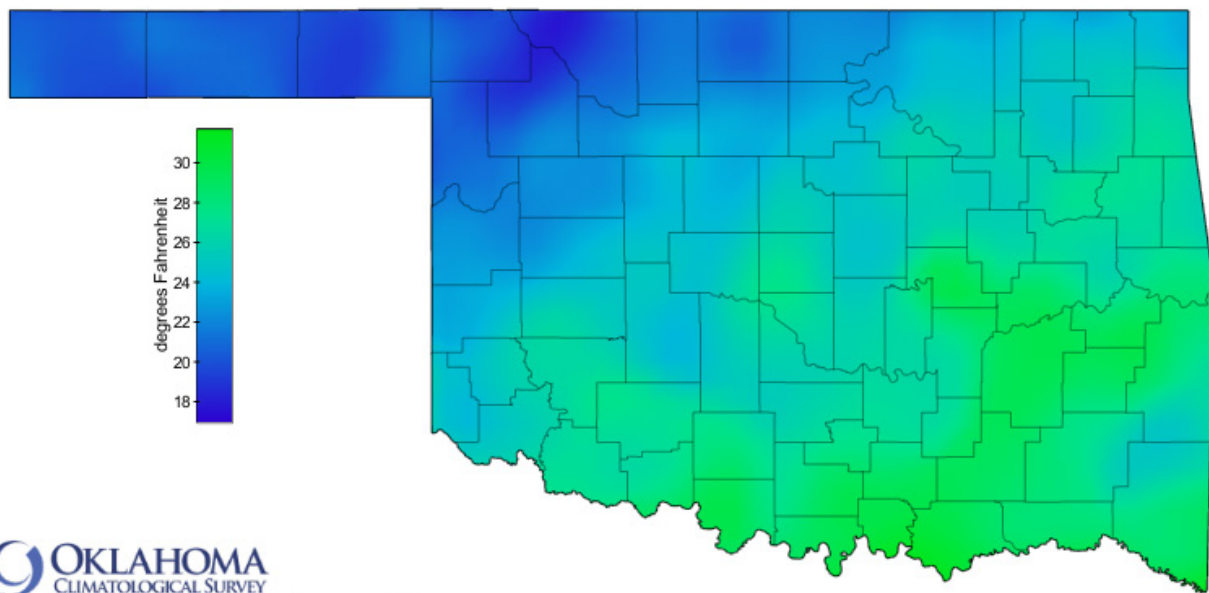 30
28
26
24
22
20
18
degrees Fahrenheit
OKLAHOMA
CLIMATOLOGICAL SURVEY